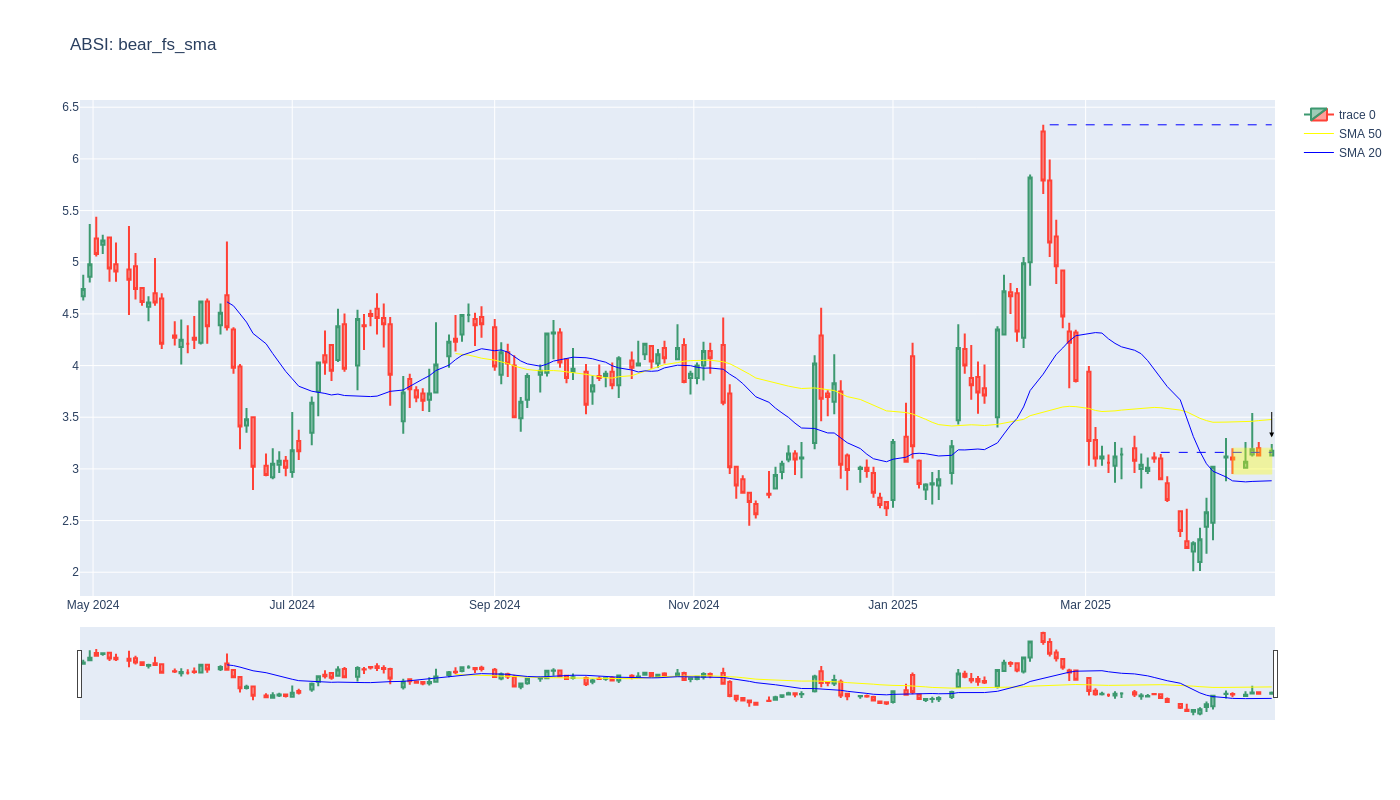 ABSI: bear_fs_sma
6.5
6
5.5
5
4.5
4
3.5
3
2.5
2
May 2024
Jul 2024
Sep 2024
Nov 2024
Jan 2025
Mar 2025
trace 0
SMA 50
SMA 20